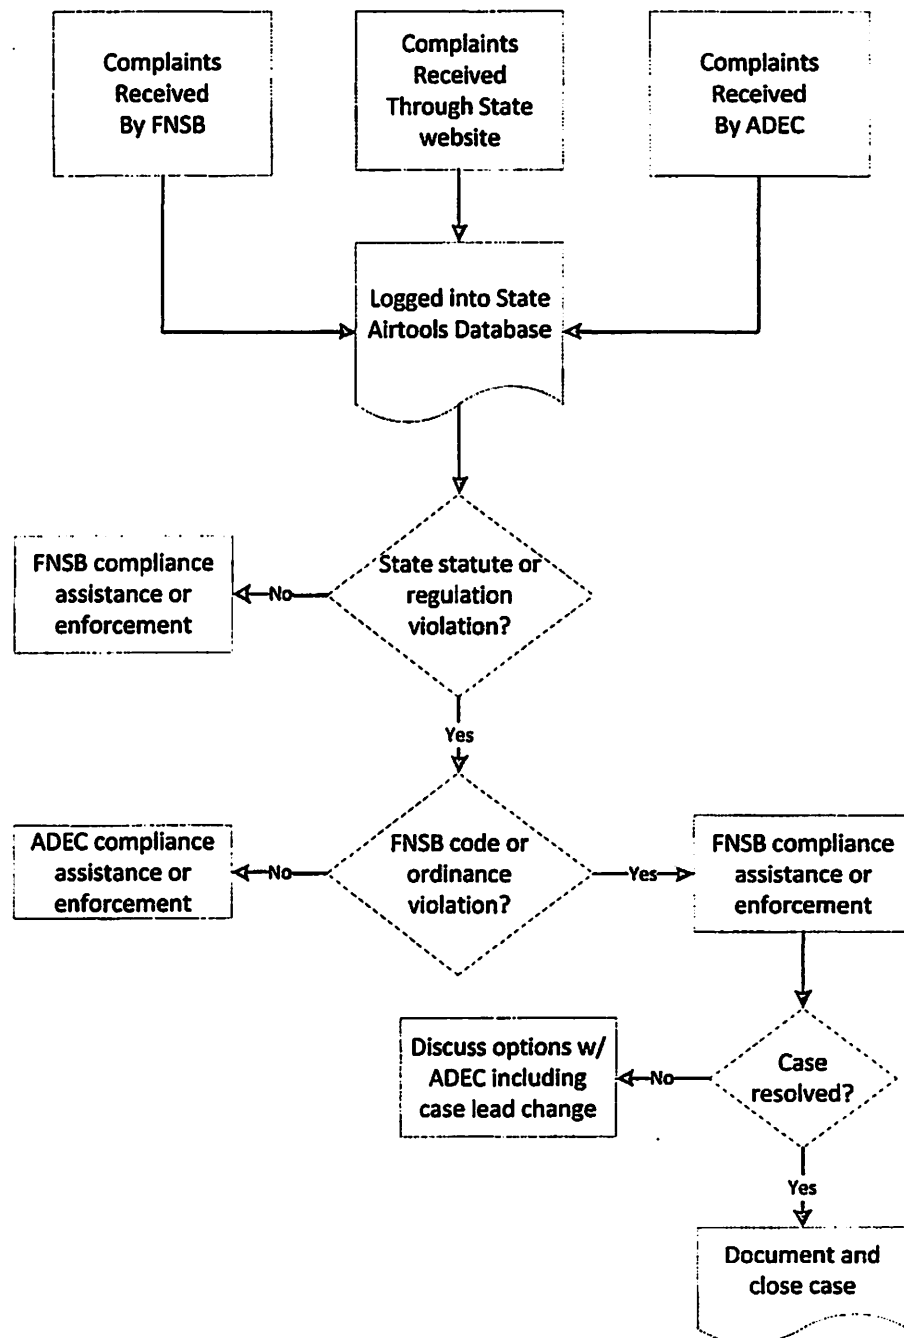 Complaints
Received
By FNSB
Complaints
Received
Through State
website
Complaints
Received
By ADEC
Logged into State
Airtools Database
State statute or
regulation
violation?
No
FNSB compliance
assistance or
enforcement
Yes
FNSB code or
ordinance
violation?
No
ADEC compliance
assistance or
enforcement
Yes
FNSB compliance
assistance or
enforcement
Case
resolved?
No
Discuss options w/
ADEC including
case lead change
Yes
Document and
close case